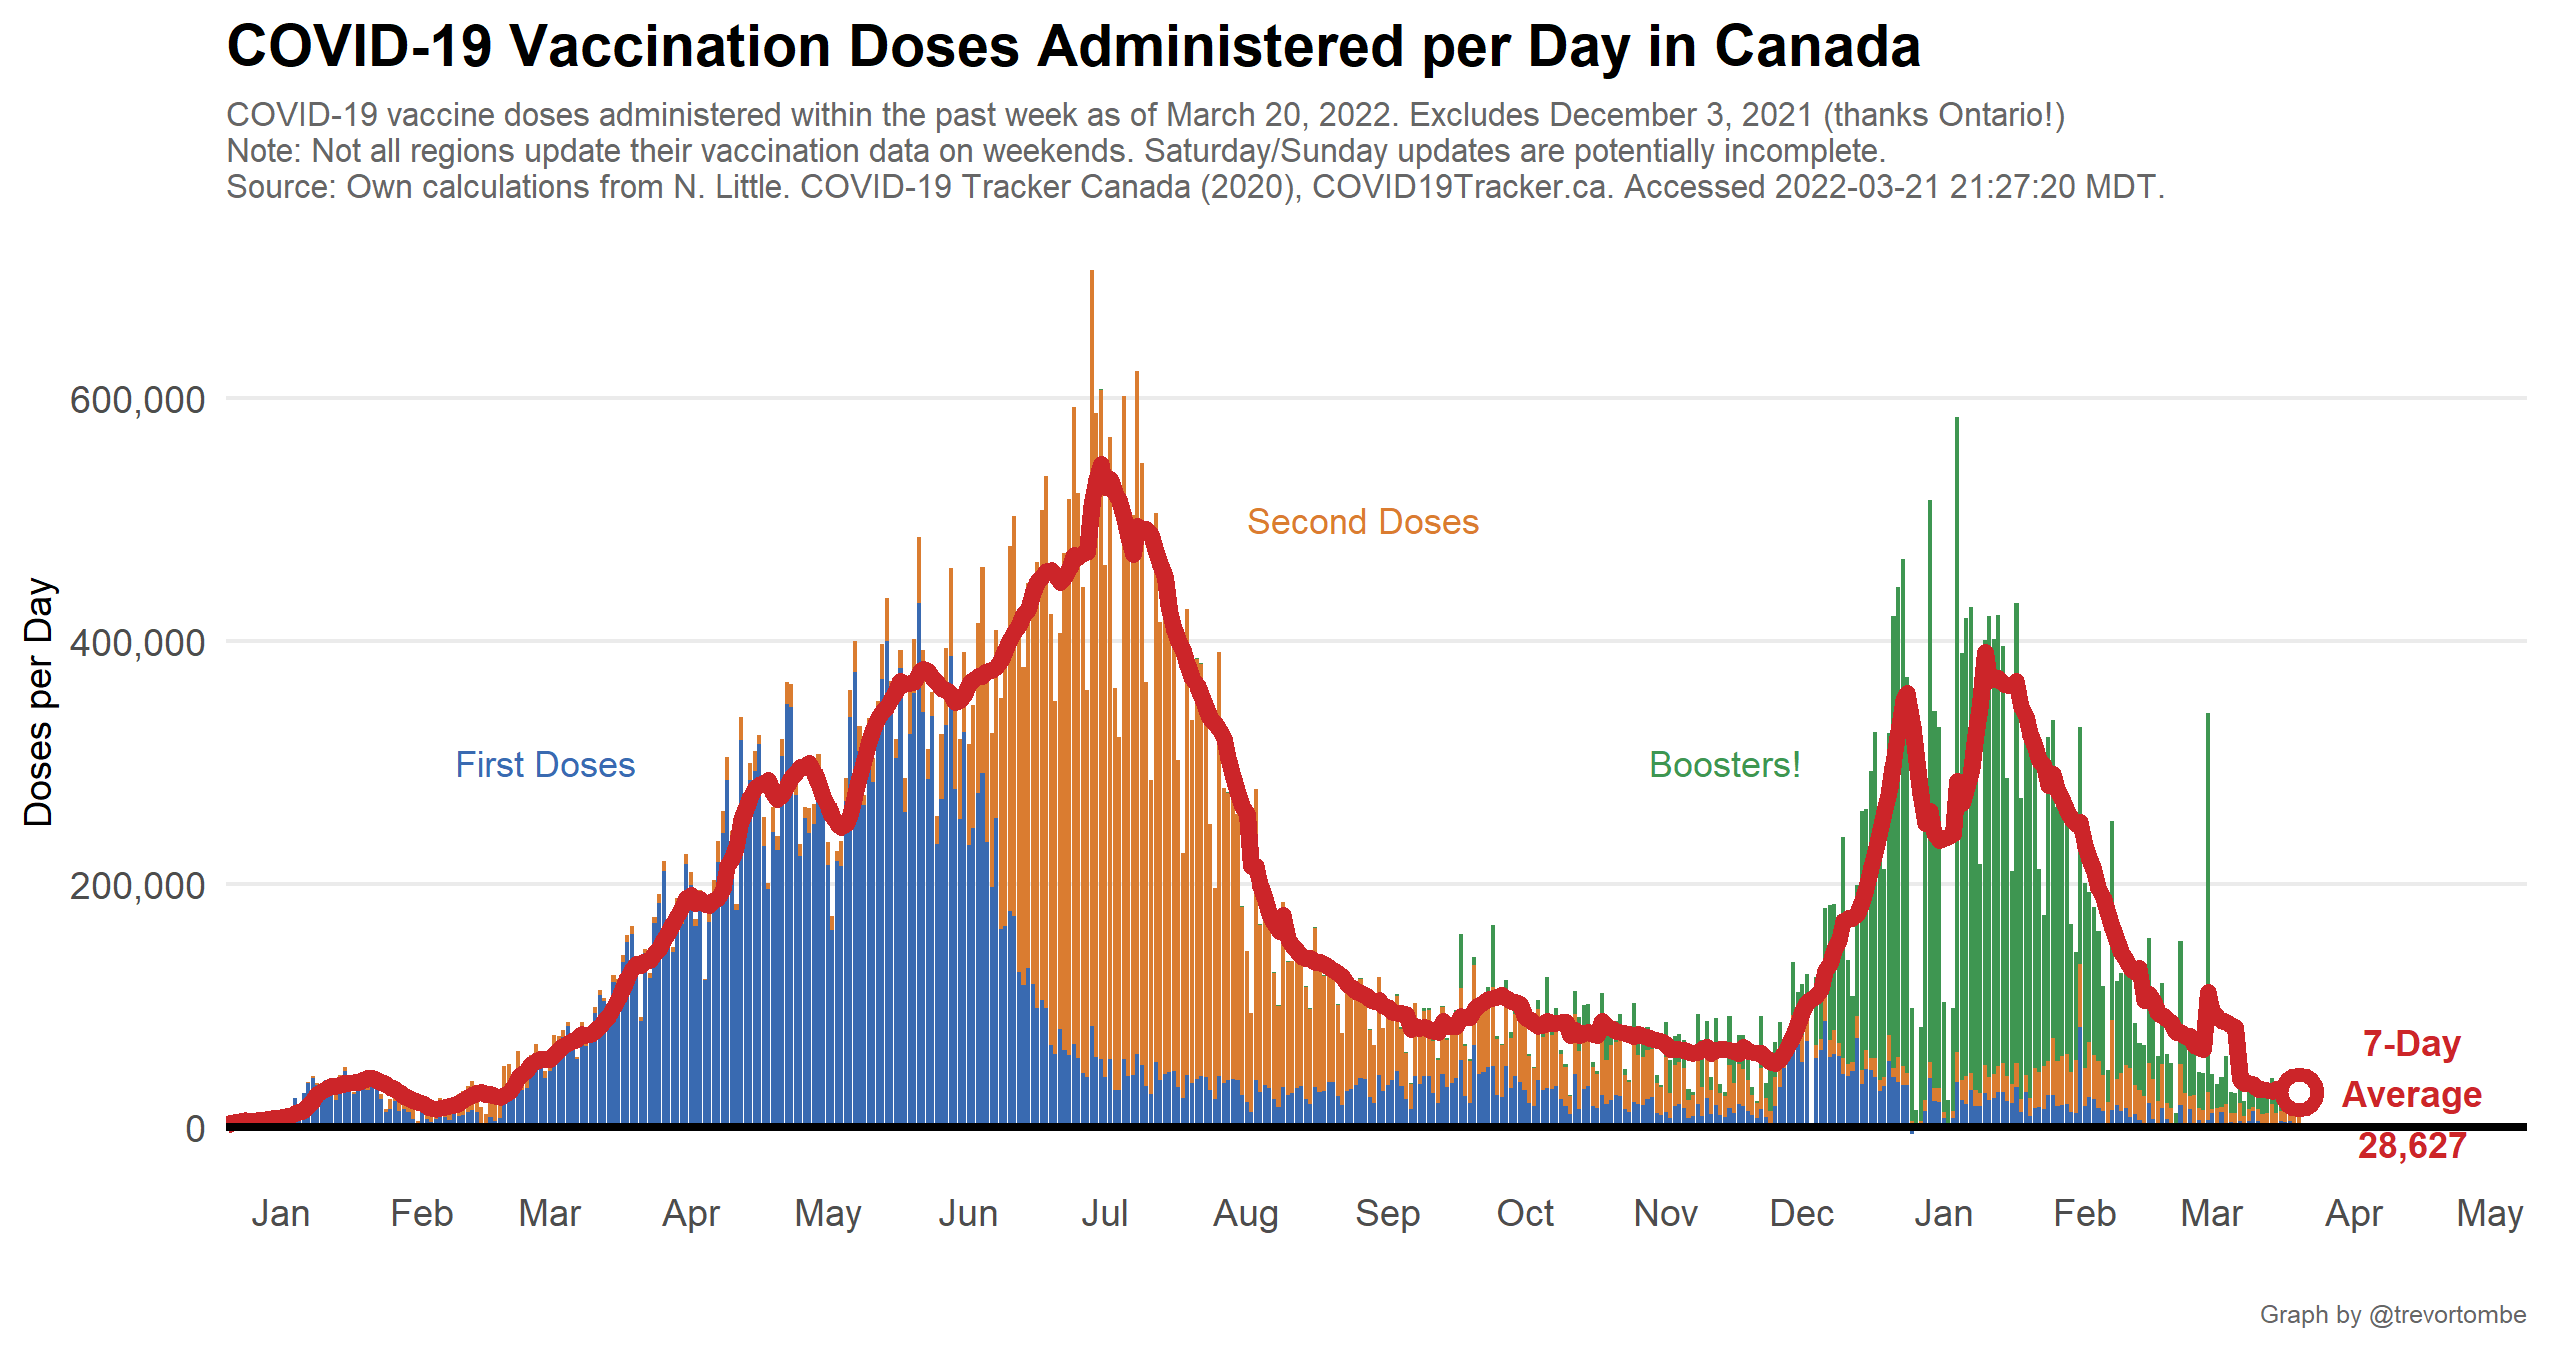 COVID-19 Vaccination Doses Administered per Day in Canada
COVID-19 vaccine doses administered within the past week as of March 20, 2022. Excludes December 3, 2021 (thanks Ontario!)
Note: Not all regions update their vaccination data on weekends. Saturday/Sunday updates are potentially incomplete.
Source: Own calculations from N. Little. COVID-19 Tracker Canada (2020), COVID19Tracker.ca. Accessed 2022-03-21 21:27:20 MDT.
Doses per Day
600,000
400,000
200,000
0
First Doses
Second Doses
Boosters!
7-Day
Average
28,627
Jan Feb Mar Apr May Jun Jul Aug Sep Oct Nov Dec Jan Feb Mar Apr May
Graph by @trevortombe